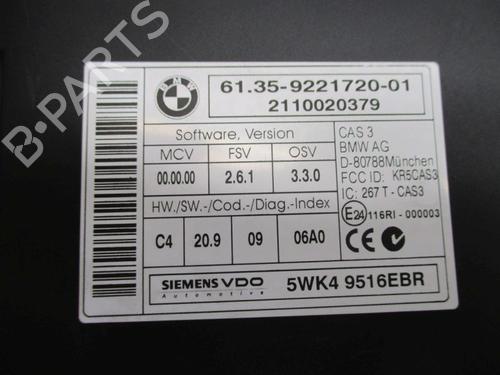 B-PARTS
BMW
61.35-9221720-01
2110020379
Software, Version
MCV FSV OSV
00.00.00 2.6.1 3.3.0
HW./SW.-/Cod.-/Diag.-Index
C4 20.9 09 06A0
CAS 3
BMW AG
D-80788München
FCC ID: KR5CAS3
IC: 267 T - CAS3
E24 116RI - 000003
SIEMENS VDO
Automotive
5WK4 9516EBR